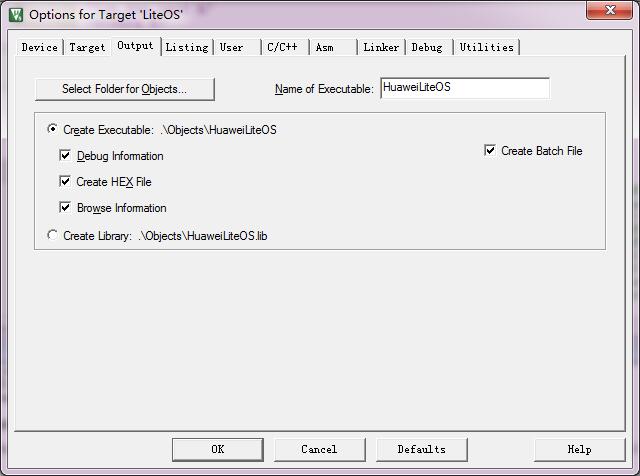 Options for Target 'LiteOS'
Device Target Output Listing User C/C++ Asm Linker Debug Utilities
Select Folder for Objects... Name of Executable: HuaweiLiteOS
Create Executable: .\Objects\HuaweiLiteOS
Debug Information Create Batch File
Create HEX File
Browse Information
Create Library: .\Objects\HuaweiLiteOS.lib
OK Cancel Defaults Help